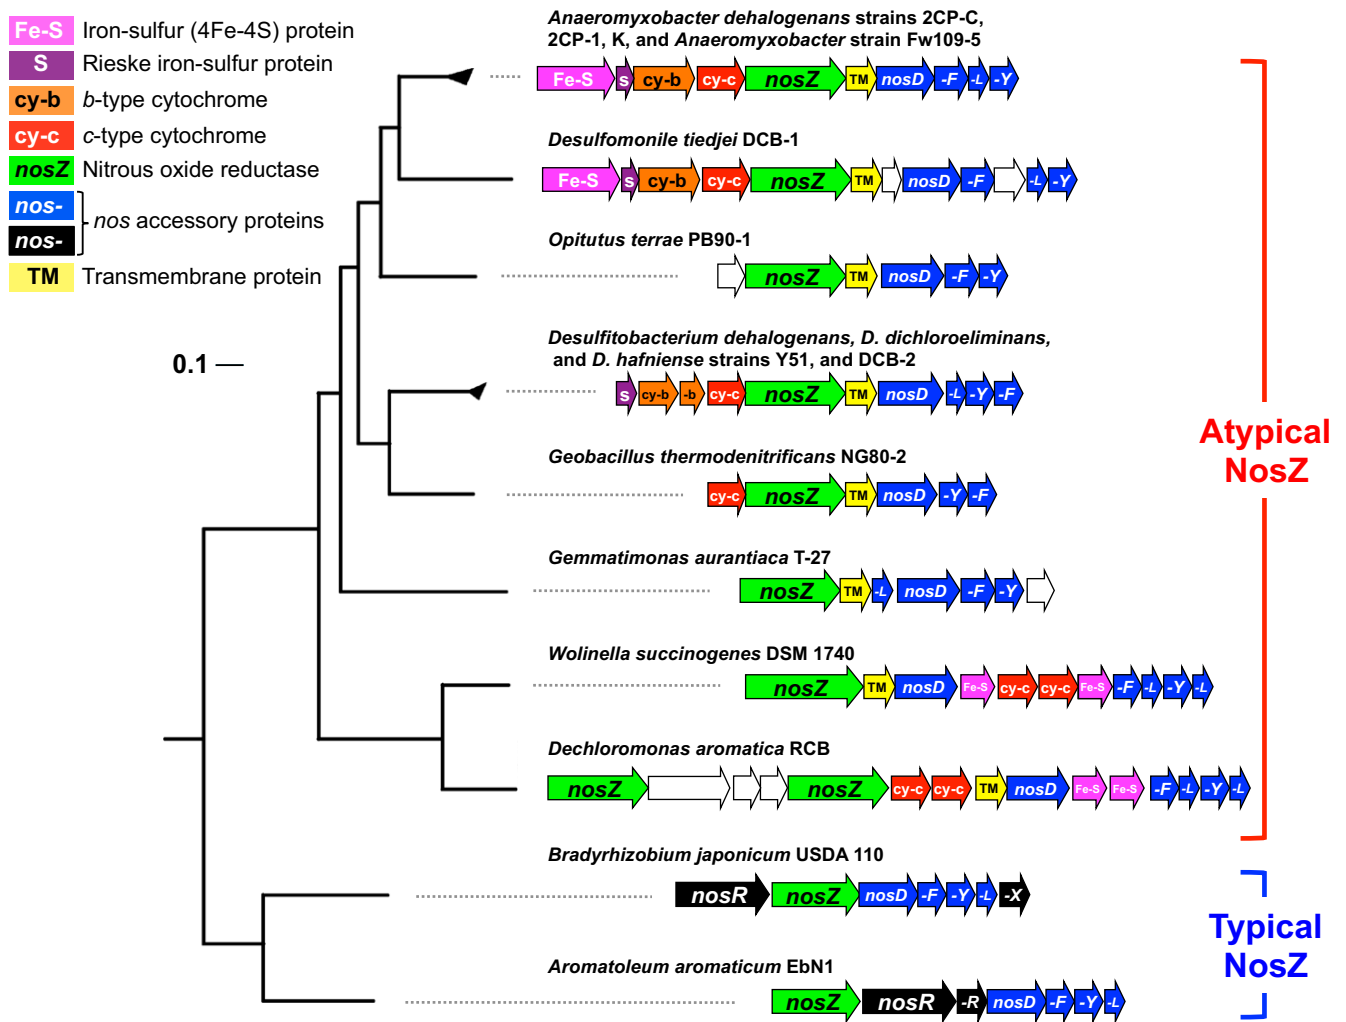 Fe-S Iron-sulfur (4Fe-4S) protein
S Rieske iron-sulfur protein
cy-b b-type cytochrome
cy-c c-type cytochrome
nosZ Nitrous oxide reductase
nos-
nos accessory proteins
nos-
TM Transmembrane protein
0.1
Anaeromyxobacter dehalogenans strains 2CP-C,
2CP-1, K, and Anaeromyxobacter strain Fw109-5
Fe-S s cy-b cy-c nosZ TM nosD -F -L -Y
Desulfomonile tiedjei DCB-1
Fe-S s cy-b cy-c nosZ TM nosD -F -L -Y
Opitutus terrae PB90-1
nosZ TM nosD -F -Y
Desulfitobacterium dehalogenans, D. dichloroeliminans,
and D. hafniense strains Y51, and DCB-2
s cy-b -b cy-c nosZ TM nosD -L -Y -F
Geobacillus thermodenitrificans NG80-2
cy-c nosZ TM nosD -Y -F
Gemmatimonas aurantiaca T-27
nosZ TM -L nosD -F -Y
Wolinella succinogenes DSM 1740
nosZ TM nosD Fe-S cy-c cy-c Fe-S -F -L -Y -L
Dechloromonas aromatica RCB
nosZ nosZ cy-c cy-c TM nosD Fe-S Fe-S -F -L -Y -L
Bradyrhizobium japonicum USDA 110
nosR nosZ nosD -F -Y -L -X
Aromatoleum aromaticum EbN1
nosZ nosR -R nosD -F -Y -L
Atypical
NosZ
Typical
NosZ